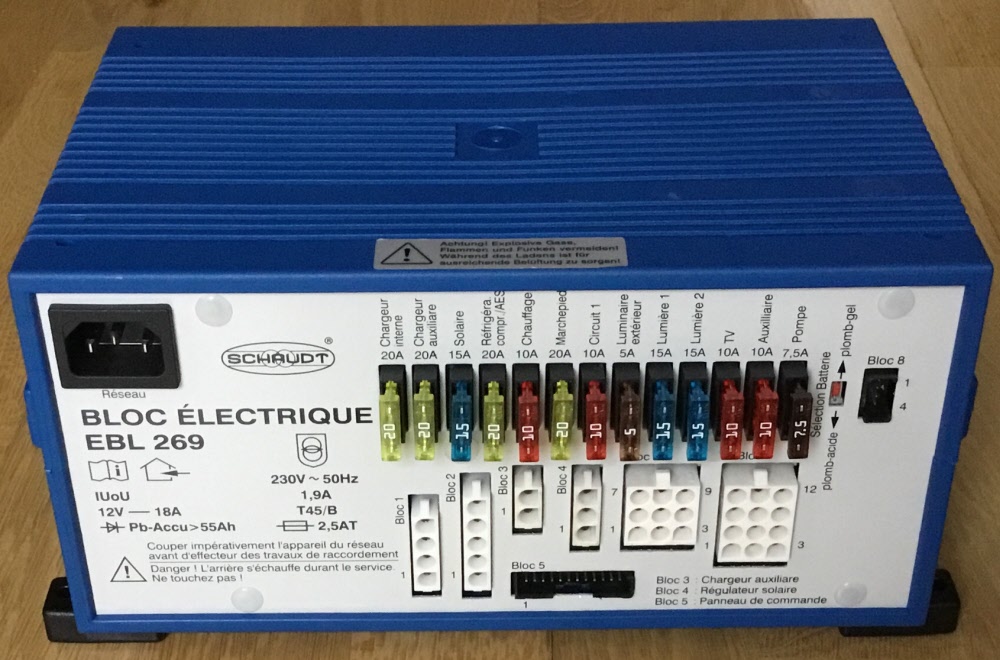 Achtung! Explosive Gase,
Flammen und Funken vermeiden!
Während des Ladens ist für
ausreichende Belüftung zu sorgen!
Chargeur
interne
20A
Chargeur
auxiliare
20A
Solaire
15A
Réfrigéra.
compr./AES
20A
Chauffage
10A
Marchepied
20A
Circuit 1
10A
Luminaire
extérieur
5A
Lumière 1
15A
Lumière 2
15A
TV
10A
Auxilliaire
10A
Pompe
7,5A
Sélection Batterie
plomb-gel
plomb-acide
Bloc 8
1
4
Réseau
SCHAUDT ®
BLOC ÉLECTRIQUE
EBL 269
i
IUoU
12V — 18A
Pb-Accu>55Ah
230V ~ 50Hz
1,9A
T45/B
2,5AT
Couper impérativement l'appareil du réseau
avant d'effecteur des travaux de raccordement
Danger ! L'arrière s'échauffe durant le service.
Ne touchez pas !
20
20
15
20
10
20
10
5
15
15
10
10
7.5
Bloc 1
1
Bloc 2
1
Bloc 3
1
Bloc 4
1
7
9
1
3
12
1
3
Bloc 5
1
Bloc 3 : Chargeur auxiliare
Bloc 4 : Régulateur solaire
Bloc 5 : Panneau de commande